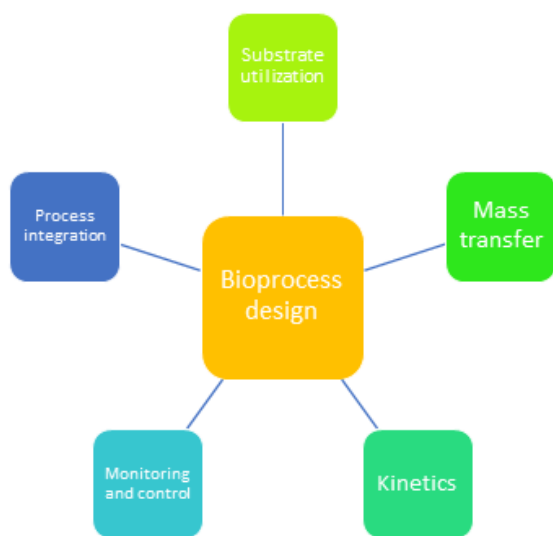 Substrate
utilization
Mass
transfer
Process
integration
Bioprocess
design
Monitoring
and control
Kinetics